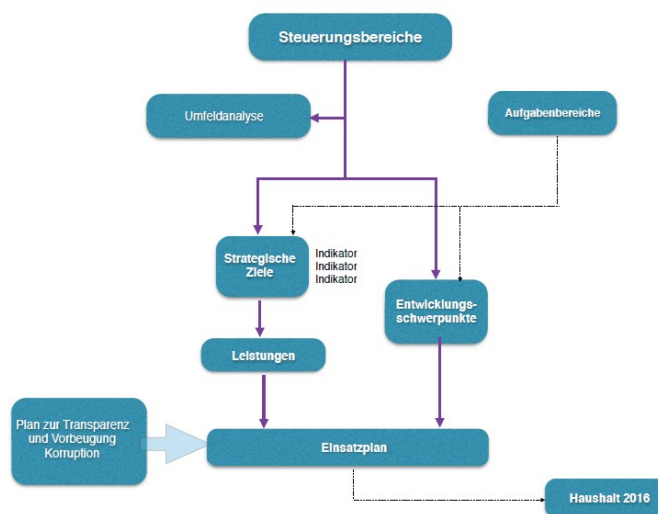 Steuerungsbereiche
Umfeldanalyse
Aufgabenbereiche
Strategische
Ziele
Indikator
Indikator
Indikator
Entwicklungs-
schwerpunkte
Leistungen
Plan zur Transparenz
und Vorbeugung
Korruption
Einsatzplan
Haushalt 2016